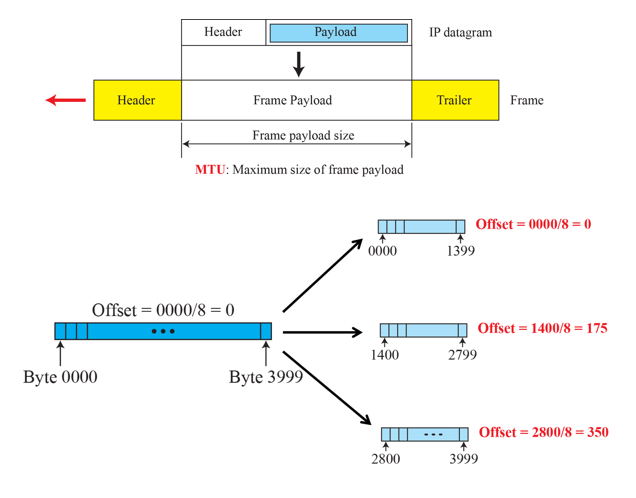 Header Payload IP datagram
Header Frame Payload Trailer Frame
Frame payload size
MTU: Maximum size of frame payload
Offset = 0000/8 = 0
0000 1399
Offset = 0000/8 = 0
Byte 0000 Byte 3999
Offset = 1400/8 = 175
1400 2799
Offset = 2800/8 = 350
2800 3999